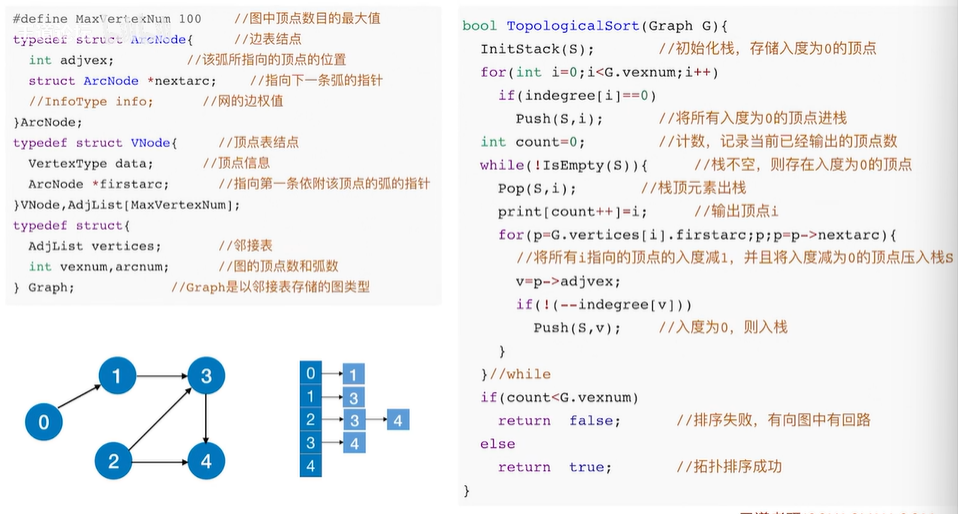 #define MaxVertexNum 100 //图中顶点数目的最大值
typedef struct ArcNode{ //边表结点
int adjvex; //该弧所指向的顶点的位置
struct ArcNode *nextarc; //指向下一条弧的指针
//InfoType info; //网的边权值
}ArcNode;
typedef struct VNode{ //顶点表结点
VertexType data; //顶点信息
ArcNode *firstarc; //指向第一条依附该顶点的弧的指针
}VNode,AdjList[MaxVertexNum];
typedef struct{
AdjList vertices; //邻接表
int vexnum,arcnum; //图的顶点数和弧数
} Graph; //Graph是以邻接表存储的图类型
1 3
0
2 4
0 1
1 3
2 3 4
3 4
4
bool TopologicalSort(Graph G){
InitStack(S); //初始化栈，存储入度为0的顶点
for(int i=0;i<G.vexnum;i++)
if(indegree[i]==0)
Push(S,i); //将所有入度为0的顶点进栈
int count=0; //计数，记录当前已经输出的顶点数
while(!IsEmpty(S)){ //栈不空，则存在入度为0的顶点
Pop(S,i); //栈顶元素出栈
print[count++]=i; //输出顶点i
for(p=G.vertices[i].firstarc;p;p=p->nextarc){
//将所有i指向的顶点的入度减1，并且将入度减为0的顶点压入栈S
v=p->adjvex;
if(!(--indegree[v]))
Push(S,v); //入度为0，则入栈
}
}//while
if(count<G.vexnum)
return false; //排序失败，有向图中有回路
else
return true; //拓扑排序成功
}